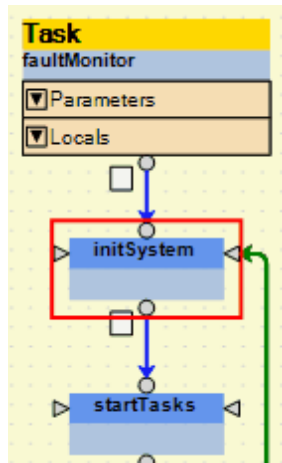 Task
faultMonitor
Parameters
Locals
initSystem
startTasks